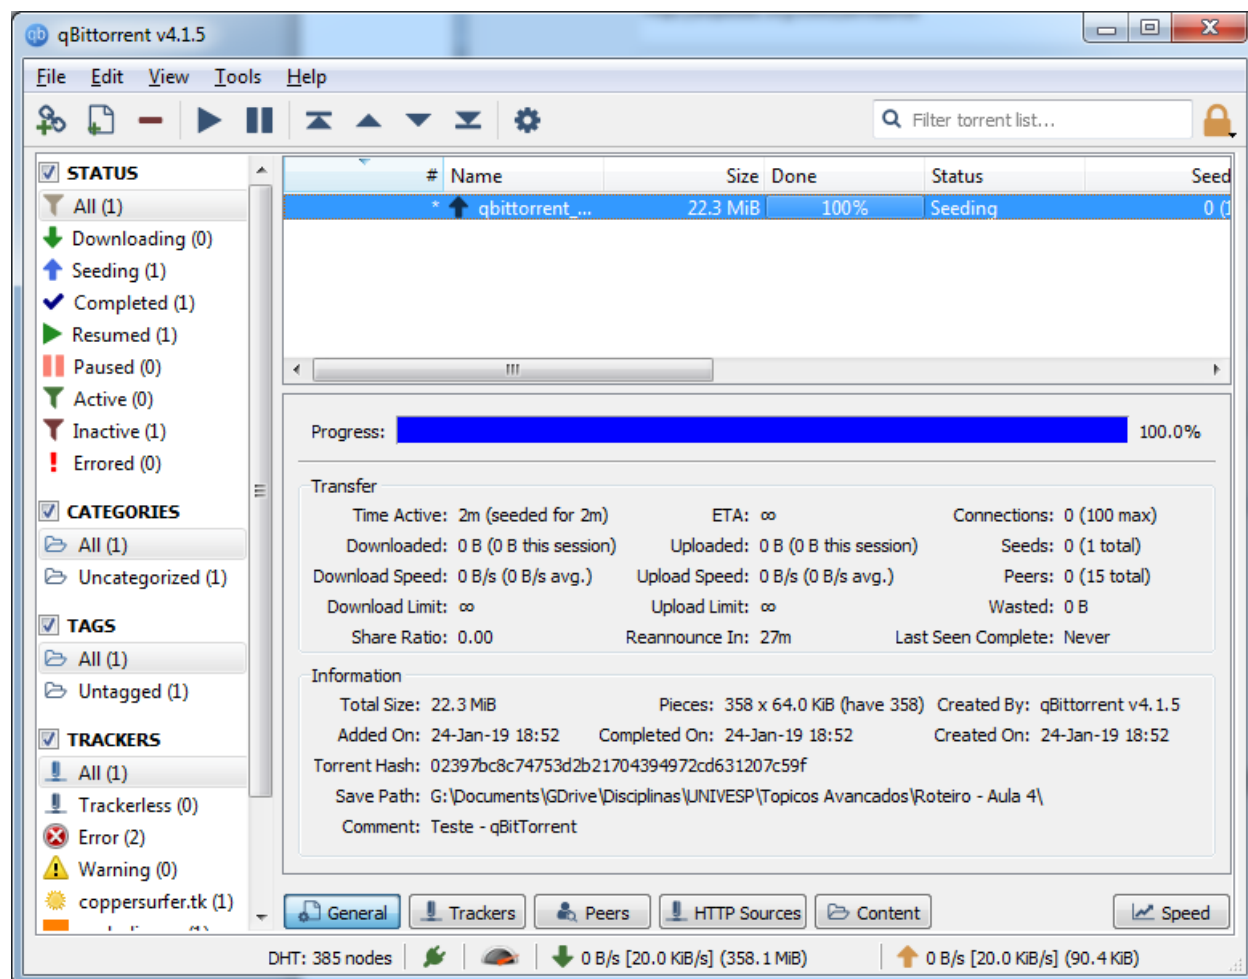 qBittorrent v4.1.5
File Edit View Tools Help
Filter torrent list...
STATUS
All (1)
Downloading (0)
Seeding (1)
Completed (1)
Resumed (1)
Paused (0)
Active (0)
Inactive (1)
Errored (0)
CATEGORIES
All (1)
Uncategorized (1)
TAGS
All (1)
Untagged (1)
TRACKERS
All (1)
Trackerless (0)
Error (2)
Warning (0)
coppersurfer.tk (1)
# Name Size Done Status Seed
* qbittorrent_... 22.3 MiB 100% Seeding 0 (1
Progress: 100.0%
Transfer
Time Active: 2m (seeded for 2m) ETA: ∞ Connections: 0 (100 max)
Downloaded: 0 B (0 B this session) Uploaded: 0 B (0 B this session) Seeds: 0 (1 total)
Download Speed: 0 B/s (0 B/s avg.) Upload Speed: 0 B/s (0 B/s avg.) Peers: 0 (15 total)
Download Limit: ∞ Upload Limit: ∞ Wasted: 0 B
Share Ratio: 0.00 Reannounce In: 27m Last Seen Complete: Never
Information
Total Size: 22.3 MiB Pieces: 358 x 64.0 KiB (have 358) Created By: qBittorrent v4.1.5
Added On: 24-Jan-19 18:52 Completed On: 24-Jan-19 18:52 Created On: 24-Jan-19 18:52
Torrent Hash: 02397bc8c74753d2b21704394972cd631207c59f
Save Path: G:\Documents\GDrive\Disciplinas\UNIVESP\Topicos Avancados\Roteiro - Aula 4\
Comment: Teste - qBitTorrent
General Trackers Peers HTTP Sources Content Speed
DHT: 385 nodes 0 B/s [20.0 KiB/s] (358.1 MiB) 0 B/s [20.0 KiB/s] (90.4 KiB)